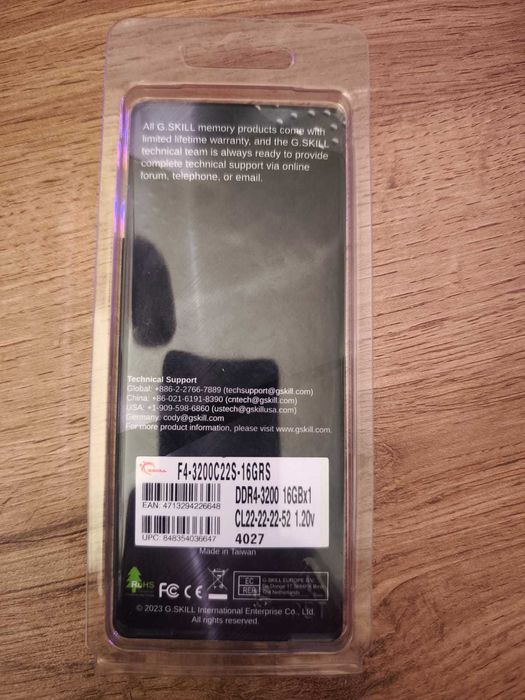 All G.SKILL memory products come with
limited lifetime warranty, and the G.SKILL
technical team is always ready to provide
complete technical support via online
forum, telephone, or email.
Technical Support
Global: +886-2-2766-7889 (techsupport@gskill.com)
China: +86-021-6191-8390 (cntech@gskill.com)
USA: +1-909-598-6860 (ustech@gskillusa.com)
Germany: cody@gskill.com
For more product information, please visit www.gskill.com.
G.SKILL F4-3200C22S-16GRS
DDR4-3200 16GBx1
EAN: 4713294226648
CL22-22-22-52 1.20v
UPC: 848354036647
4027
Made in Taiwan
RoHS
FC CE
EC REP
G.SKILL EUROPE B.V.
The Netherlands
© 2023 G.SKILL International Enterprise Co., Ltd.
All rights reserved.